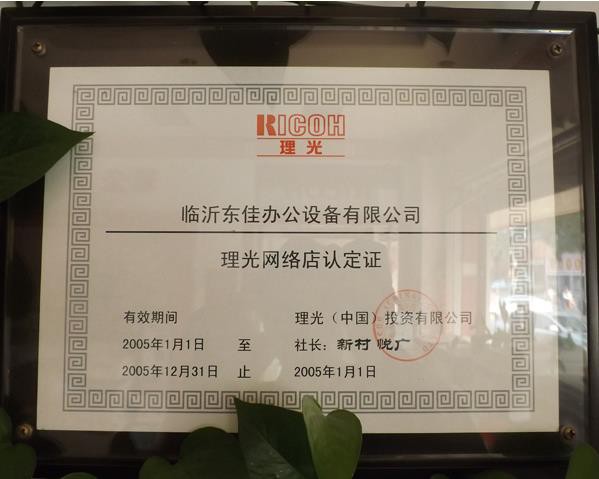 RICOH
理光
临沂东佳办公设备有限公司
理光网络店认定证
有效期间 理光（中国）投资有限公司
2005年1月1日 至 社长：新村 悦广
2005年12月31日 止 2005年1月1日